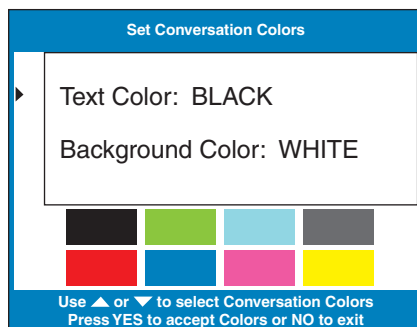 Set Conversation Colors
Text Color: BLACK
Background Color: WHITE
Use ▲ or ▼ to select Conversation Colors
Press YES to accept Colors or NO to exit